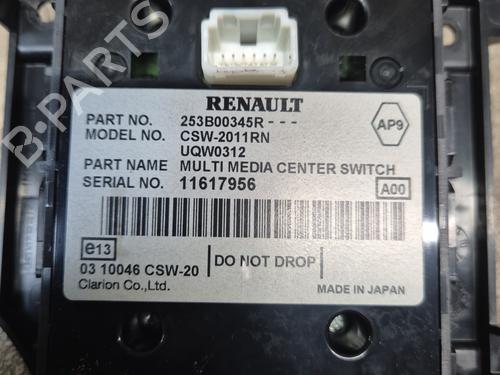 RENAULT
PART NO. 253B00345R - - -
AP9
MODEL NO. CSW-2011RN
UQW0312
PART NAME MULTI MEDIA CENTER SWITCH
SERIAL NO. 11617956
A00
e13
03 10046 CSW-20
DO NOT DROP
Clarion Co.,Ltd.
MADE IN JAPAN
B-PARTS